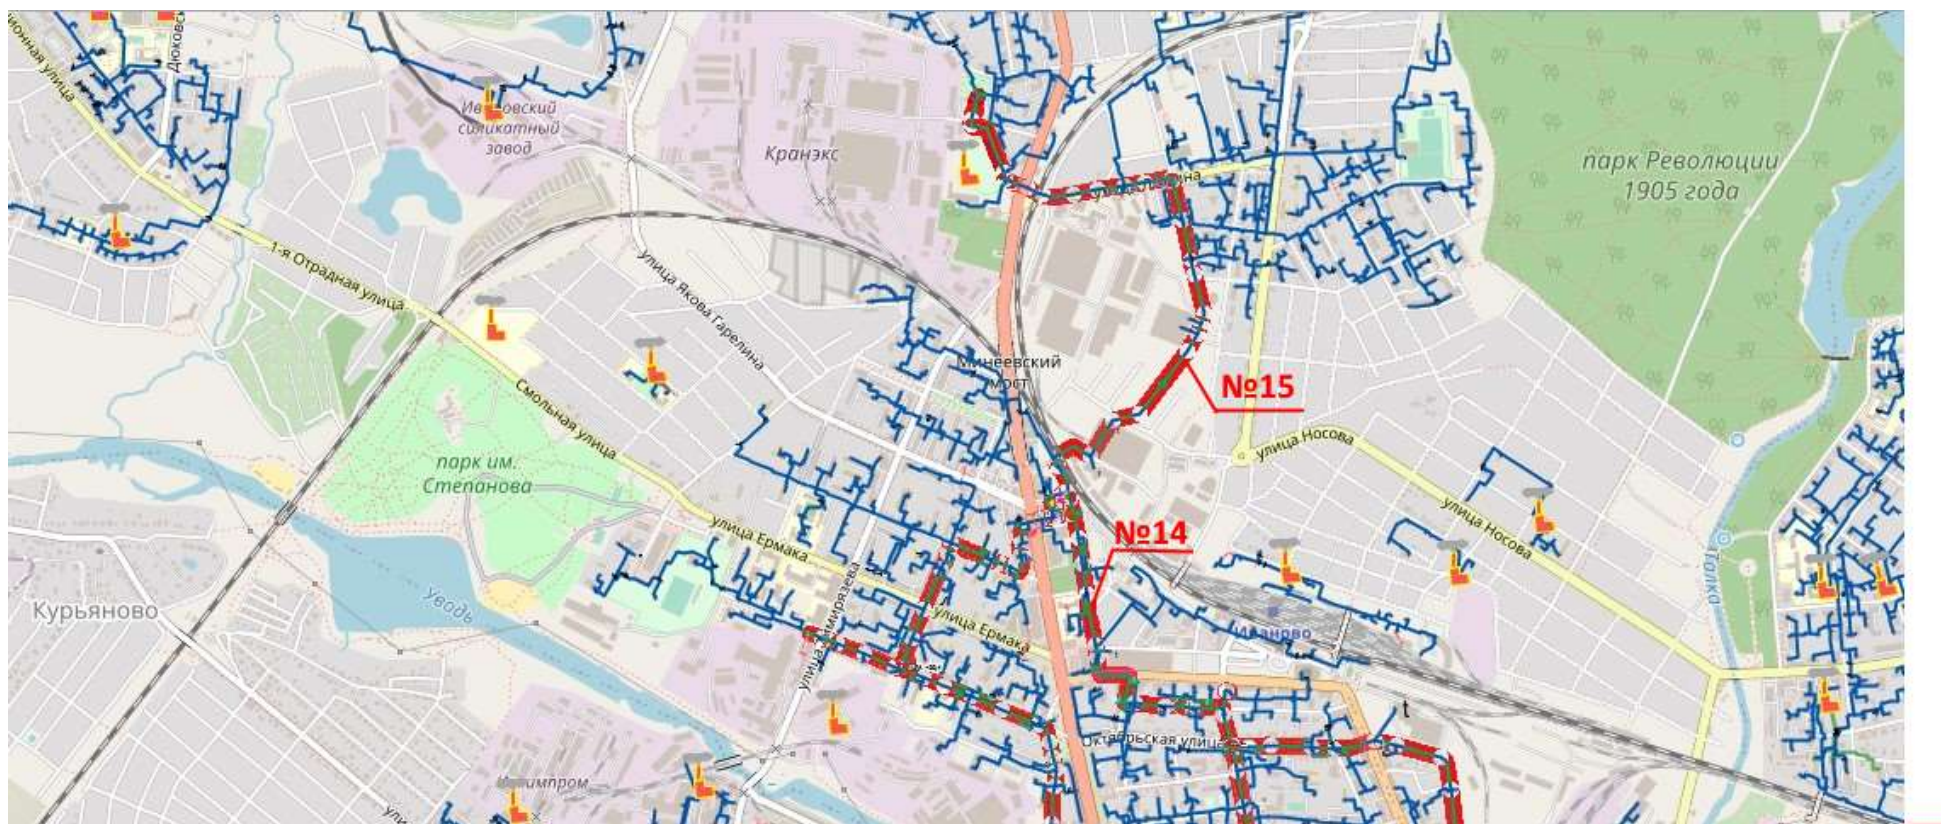 Ивановский
силикатный
завод
Кранэкс
парк Революции
1905 года
1-я Отрадная улица
улица Якова Гарелина
Минеевский
мост
№15
Смольная улица
улица Носова
парк им.
Степанова
улица Носова
№14
улица Ермака
Уводь
Курьяново
Талка
улица Ермака
Иваново
t
Октябрьская улица